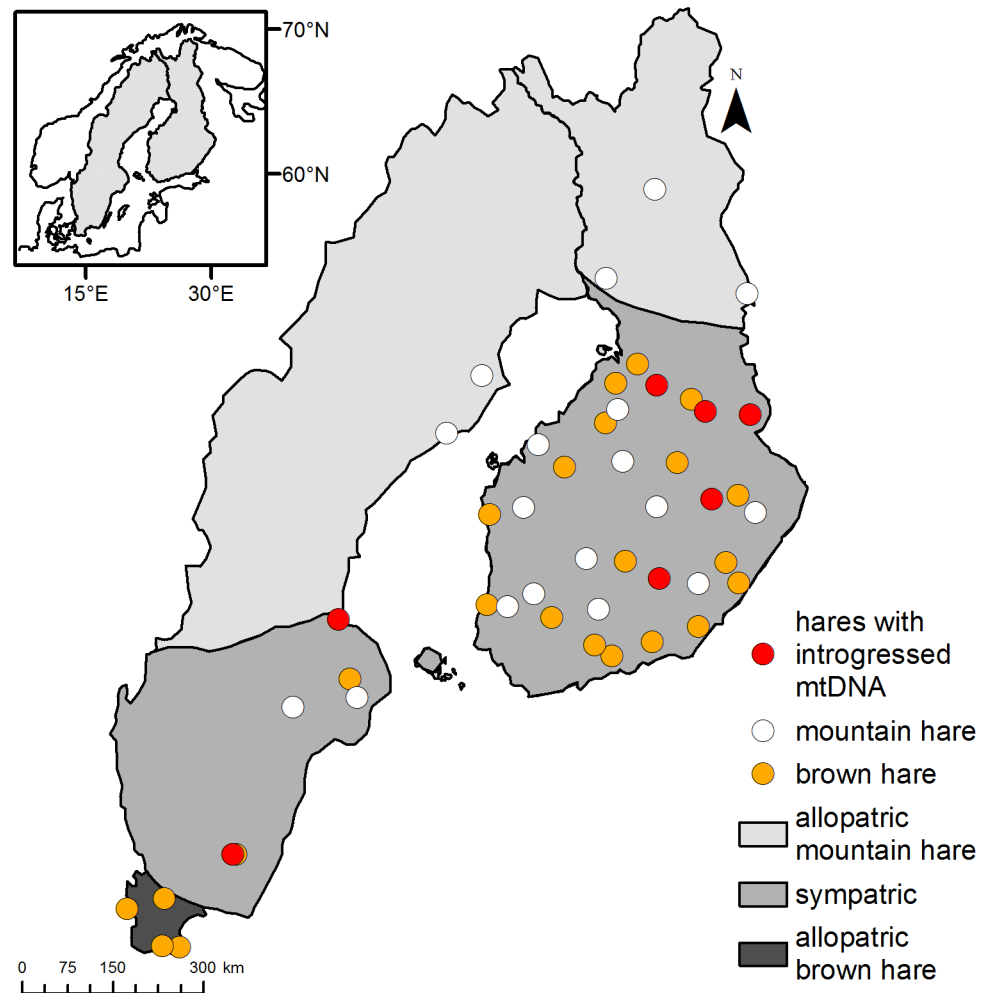 70°N
N
60°N
15°E
30°E
hares with
introgressed
mtDNA
mountain hare
brown hare
allopatric
mountain hare
sympatric
allopatric
brown hare
0 75 150 300 km